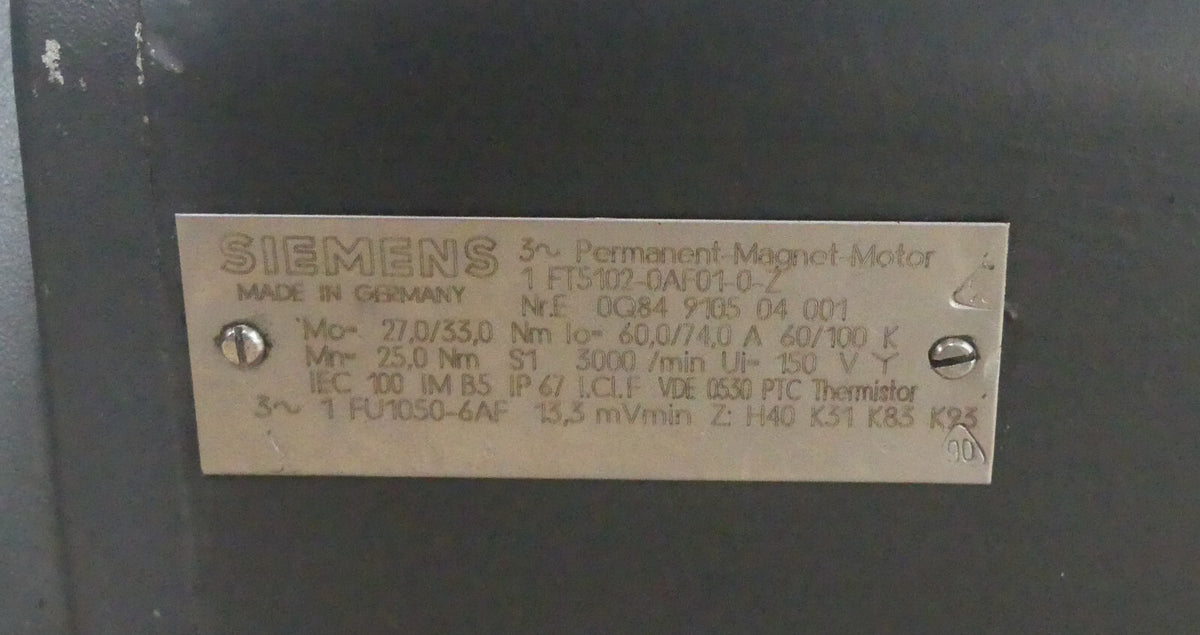 SIEMENS 3~ Permanent-Magnet-Motor
MADE IN GERMANY 1 FT5102-0AF01-0-Z
Nr.E 0Q84 9105 04 001
Mo= 27,0/33,0 Nm Io= 60,0/74,0 A 60/100 K
Mn= 25,0 Nm S1 3000 /min Ui= 150 V Y
IEC 100 IM B5 IP 67 I.Cl.F VDE 0530 PTC Thermistor
3~ 1 FU1050-6AF 13,3 mVmin Z: H40 K31 K83 K93
90